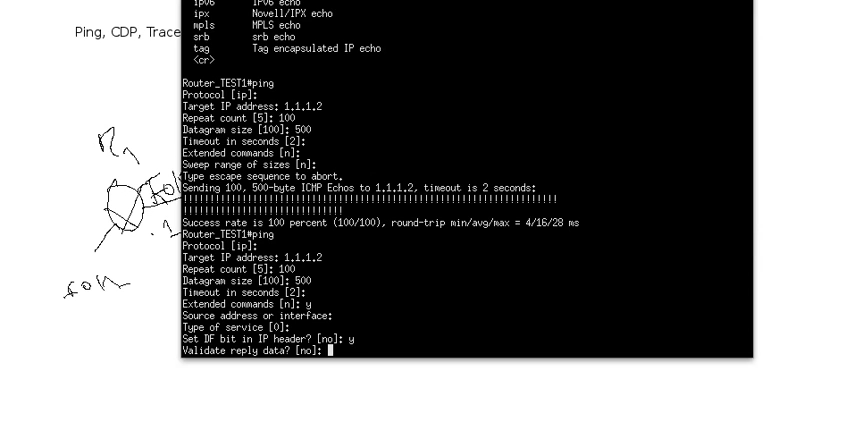 Ping, CDP, Trace
ipv6 IPv6 echo
ipx Novell/IPX echo
mpls MPLS echo
srb srb echo
tag Tag encapsulated IP echo
<cr>
Router_TEST1#ping
Protocol [ip]:
Target IP address: 1.1.1.2
Repeat count [5]: 100
Datagram size [100]: 500
Timeout in seconds [2]:
Extended commands [n]:
Sweep range of sizes [n]:
Type escape sequence to abort.
Sending 100, 500-byte ICMP Echos to 1.1.1.2, timeout is 2 seconds:
!!!!!!!!!!!!!!!!!!!!!!!!!!!!!!!!!!!!!!!!!!!!!!!!!!!!!!!!!!!!!!!!!!!!!!
!!!!!!!!!!!!!!!!!!!!!!!!!!!!!!
Success rate is 100 percent (100/100), round-trip min/avg/max = 4/16/28 ms
Router_TEST1#ping
Protocol [ip]:
Target IP address: 1.1.1.2
Repeat count [5]: 100
Datagram size [100]: 500
Timeout in seconds [2]:
Extended commands [n]: y
Source address or interface:
Type of service [0]:
Set DF bit in IP header? [no]: y
Validate reply data? [no]:
R1
.1